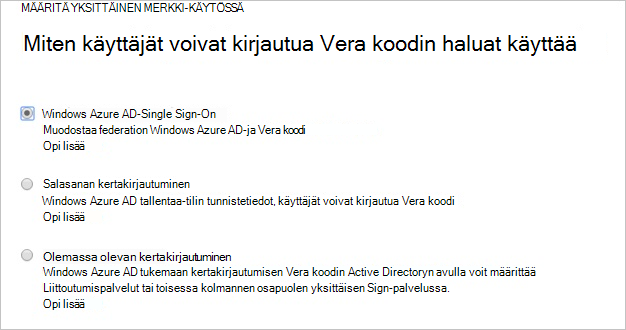 MÄÄRITÄ YKSITTÄINEN MERKKI-KÄYTÖSSÄ
Miten käyttäjät voivat kirjautua Vera koodin haluat käyttää
Windows Azure AD-Single Sign-On
Muodostaa federation Windows Azure AD-ja Vera koodi
Opi lisää
Salasanan kertakirjautuminen
Windows Azure AD tallentaa-tilin tunnistetiedot, käyttäjät voivat kirjautua Vera koodi
Opi lisää
Olemassa olevan kertakirjautuminen
Windows Azure AD tukemaan kertakirjautumisen Vera koodin Active Directoryn avulla voit määrittää
Liittoutumispalvelut tai toisessa kolmannen osapuolen yksittäisen Sign-palvelussa.
Opi lisää